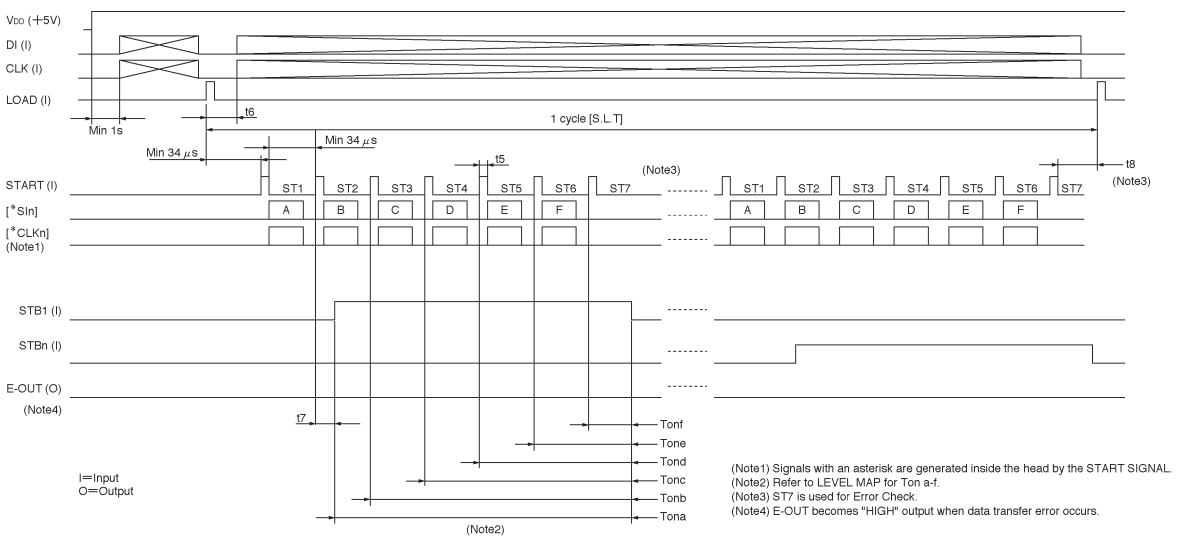 VDD (+5V)
DI (I)
CLK (I)
LOAD (I)
t6
Min 1s
1 cycle [S.L.T]
Min 34 μs
Min 34 μs
t5
(Note3)
t8
(Note3)
START (I)
ST1 ST2 ST3 ST4 ST5 ST6 ST7
ST1 ST2 ST3 ST4 ST5 ST6 ST7
[*SIn]
A B C D E F
A B C D E F
[*CLKn]
(Note1)
STB1 (I)
STBn (I)
E-OUT (O)
(Note4)
t7
Tonf
Tone
Tond
Tonc
Tonb
Tona
(Note2)
I=Input
O=Output
(Note1) Signals with an asterisk are generated inside the head by the START SIGNAL.
(Note2) Refer to LEVEL MAP for Ton a-f.
(Note3) ST7 is used for Error Check.
(Note4) E-OUT becomes "HIGH" output when data transfer error occurs.